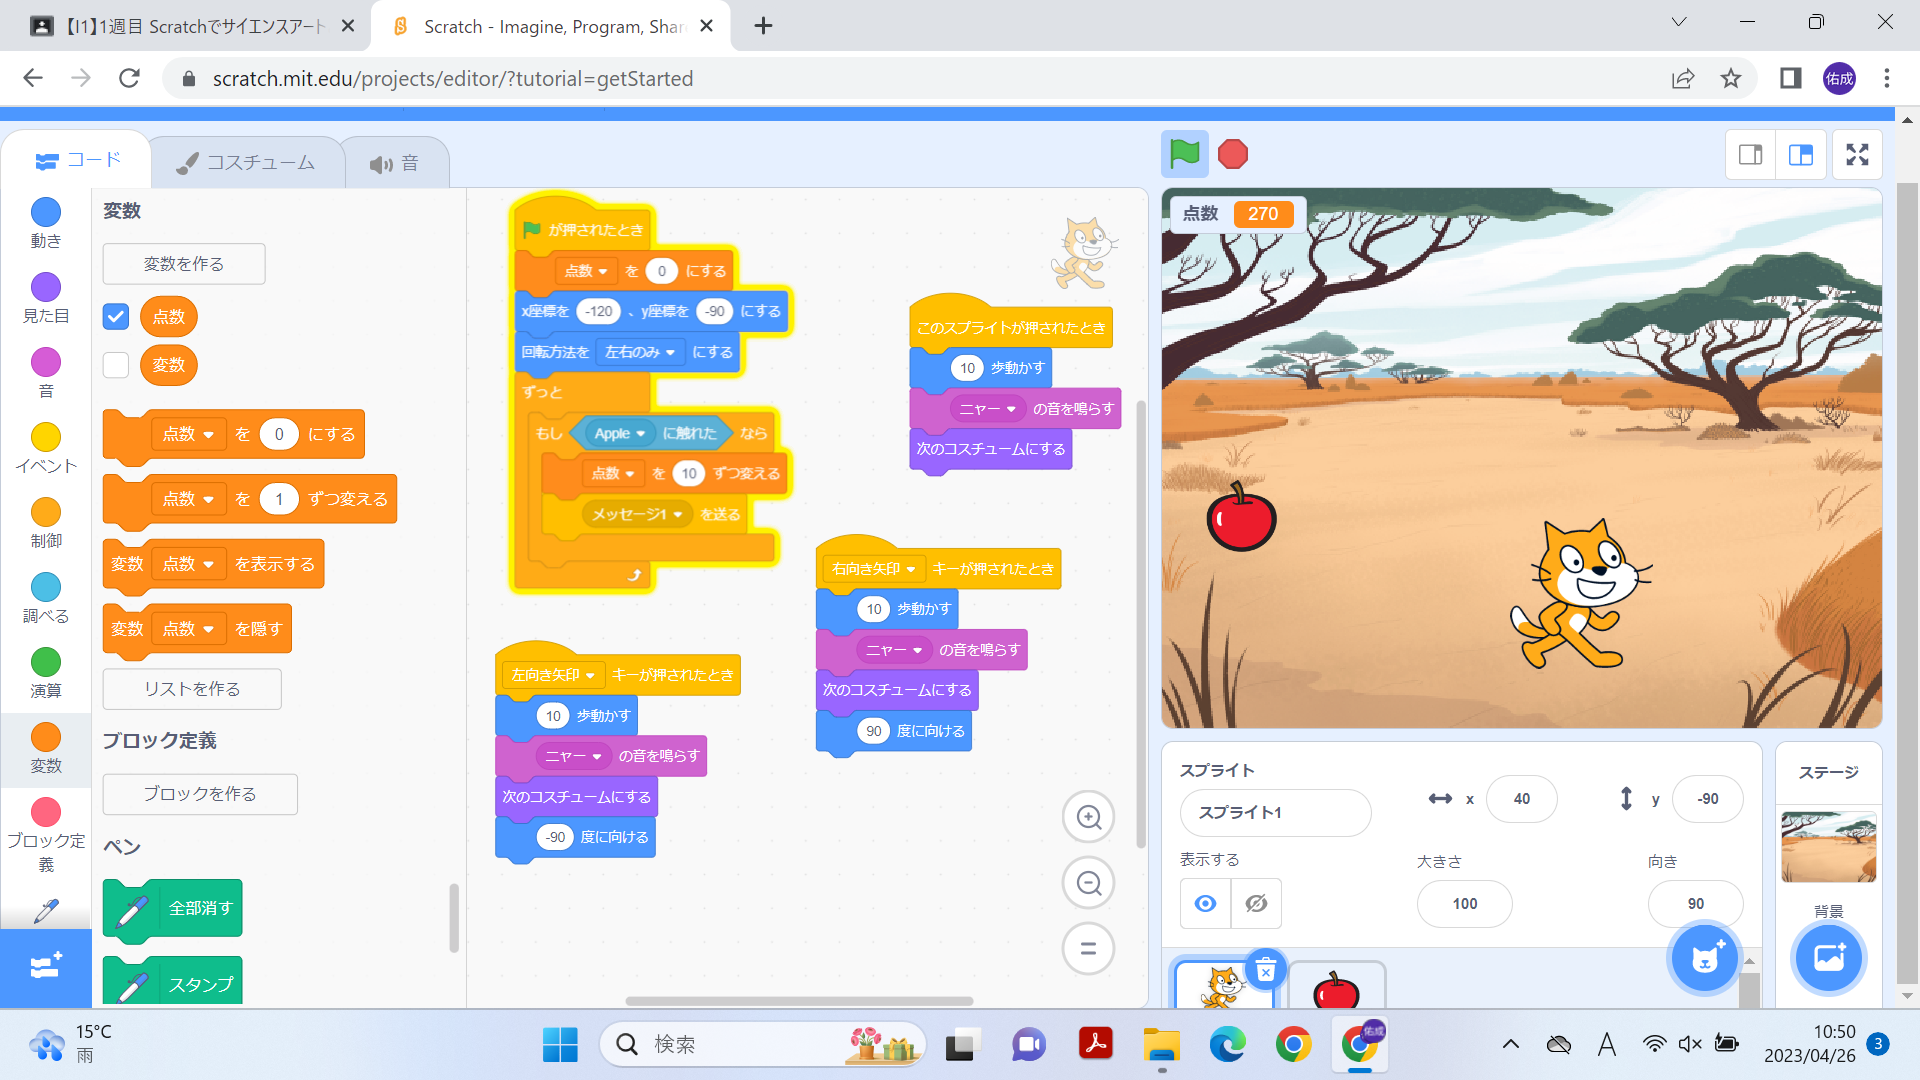 【I1】1週目 Scratchでサイエンスアート
Scratch - Imagine, Program, Shar
scratch.mit.edu/projects/editor/?tutorial=getStarted
佑成
コード
コスチューム
音
動き
見た目
音
イベント
制御
調べる
演算
変数
ブロック定
義
変数
変数を作る
点数
変数
点数 を 0 にする
点数 を 1 ずつ変える
変数 点数 を表示する
変数 点数 を隠す
リストを作る
ブロック定義
ブロックを作る
ペン
全部消す
スタンプ
が押されたとき
点数 を 0 にする
x座標を -120 、y座標を -90 にする
回転方法を 左右のみ にする
ずっと
もし Apple に触れた なら
点数 を 10 ずつ変える
メッセージ1 を送る
左向き矢印 キーが押されたとき
10 歩動かす
ニャー の音を鳴らす
次のコスチュームにする
-90 度に向ける
このスプライトが押されたとき
10 歩動かす
ニャー の音を鳴らす
次のコスチュームにする
右向き矢印 キーが押されたとき
10 歩動かす
ニャー の音を鳴らす
次のコスチュームにする
90 度に向ける
点数 270
スプライト
スプライト1
x 40
y -90
表示する
大きさ
100
向き
90
ステージ
背景
15°C
雨
検索
佑成
A
10:50
2023/04/26
3